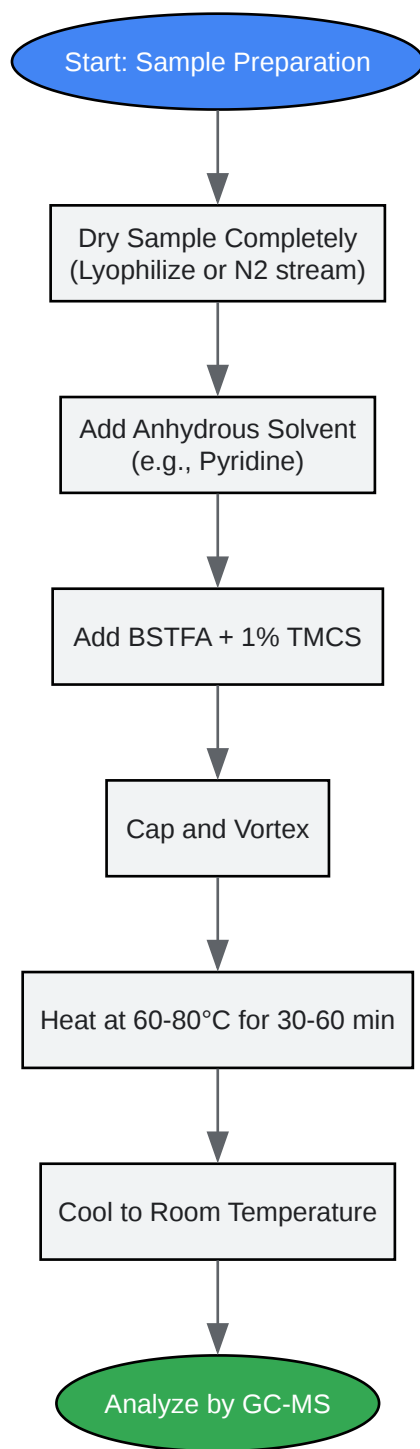 Start: Sample Preparation
Dry Sample Completely
(Lyophilize or N2 stream)
Add Anhydrous Solvent
(e.g., Pyridine)
Add BSTFA + 1% TMCS
Cap and Vortex
Heat at 60-80°C for 30-60 min
Cool to Room Temperature
Analyze by GC-MS